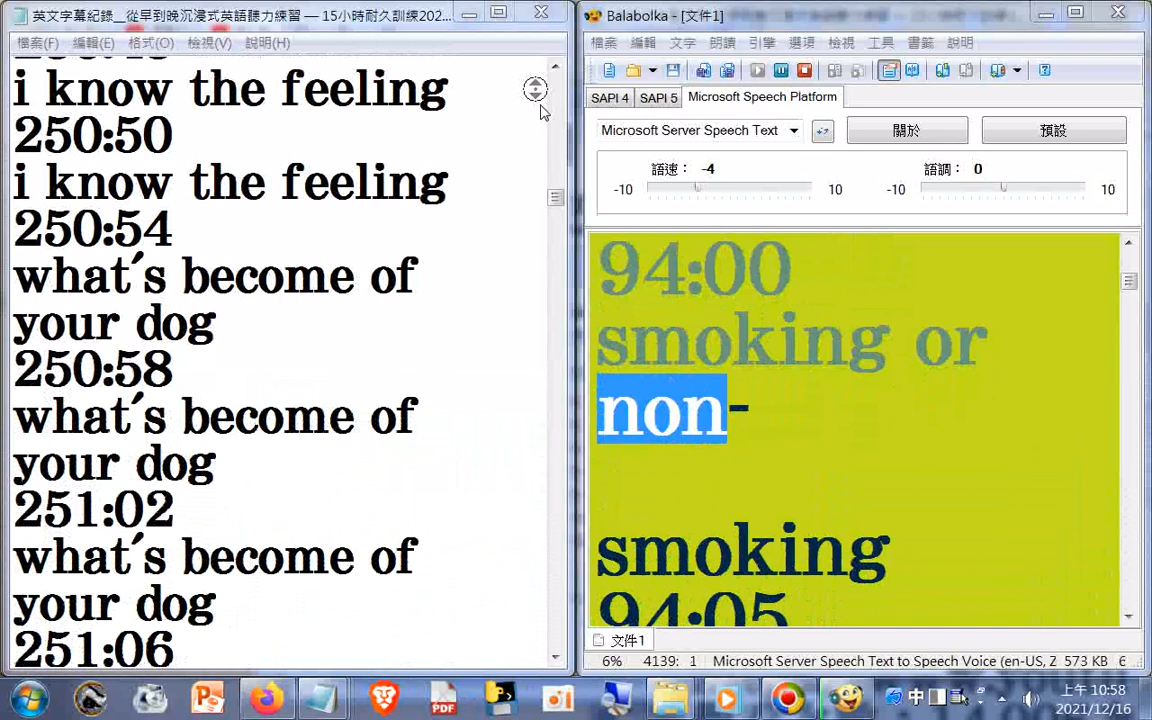 英文字幕紀錄__從早到晚沉浸式英語聽力練習 — 15小時耐久訓練202...
檔案(F) 編輯(E) 格式(O) 檢視(V) 說明(H)
i know the feeling
250:50
i know the feeling
250:54
what's become of
your dog
250:58
what's become of
your dog
251:02
what's become of
your dog
251:06
Balabolka - [文件1]
檔案 編輯 文字 朗讀 引擎 選項 檢視 工具 書籤 說明
SAPI 4 SAPI 5 Microsoft Speech Platform
Microsoft Server Speech Text 關於 預設
語速： -4 語調： 0
-10 10 -10 10
94:00
smoking or
non-
smoking
94:05
文件1
6% 4139: 1 Microsoft Server Speech Text to Speech Voice (en-US, Z 573 KB 6
PDF
中
上午 10:58
2021/12/16